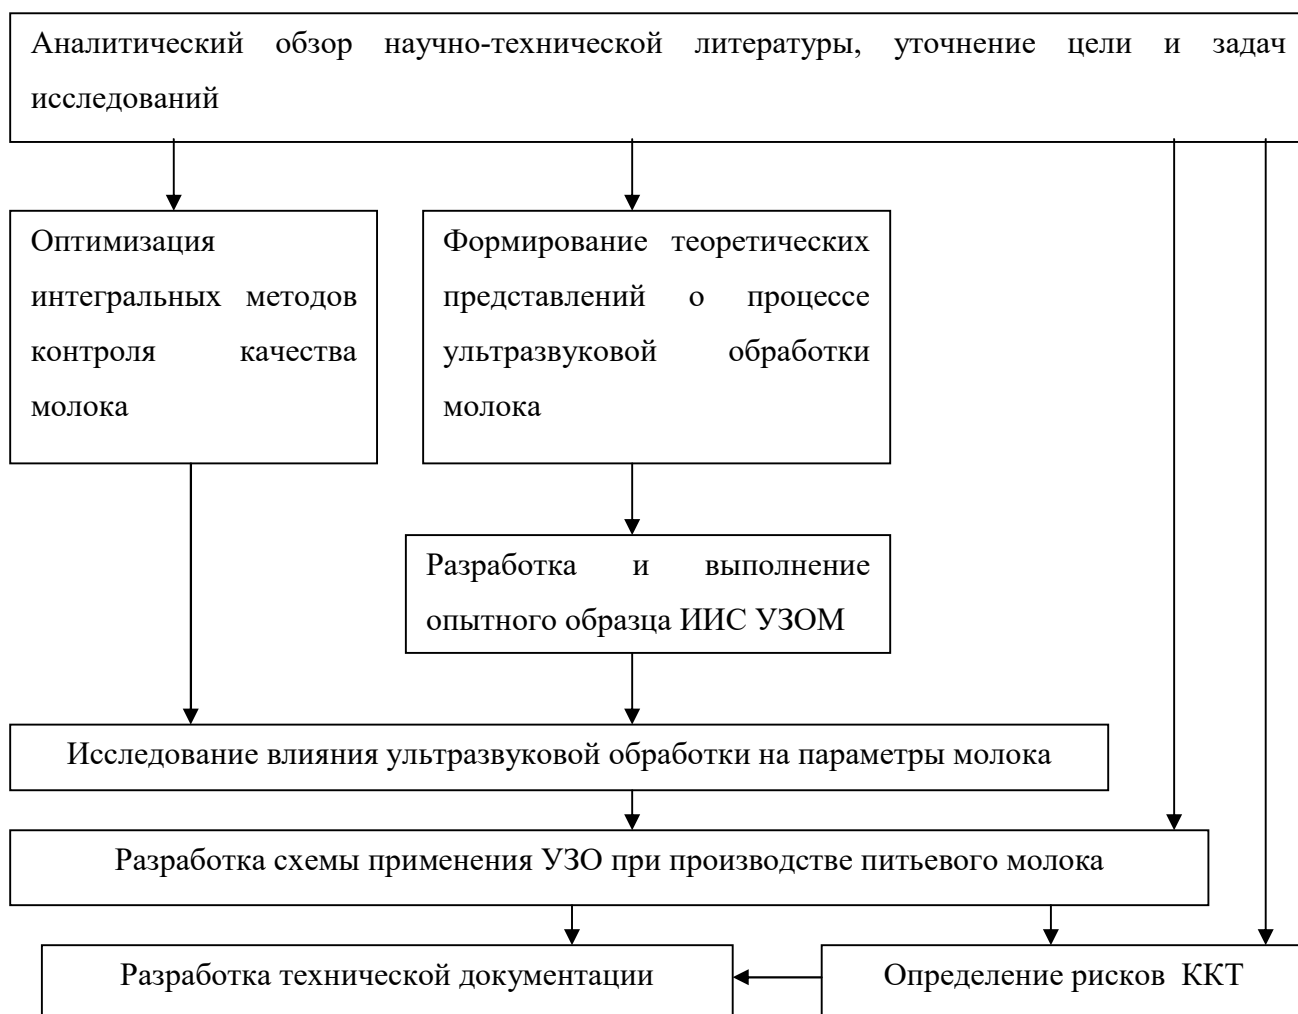 Аналитический обзор научно-технической литературы, уточнение цели и задач
исследований
Оптимизация
интегральных методов
контроля качества
молока
Формирование теоретических
представлений о процессе
ультразвуковой обработки
молока
Разработка и выполнение
опытного образца ИИС УЗОМ
Исследование влияния ультразвуковой обработки на параметры молока
Разработка схемы применения УЗО при производстве питьевого молока
Разработка технической документации
Определение рисков ККТ